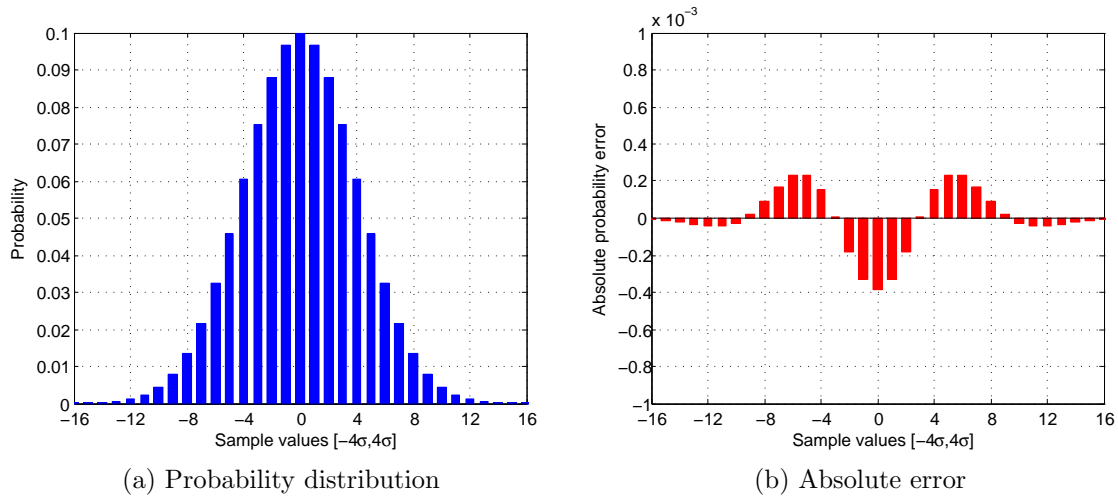 0.1
0.09
0.08
0.07
0.06
0.05
0.04
0.03
0.02
0.01
0
Probability
−16 −12 −8 −4 0 4 8 12 16
Sample values [−4σ,4σ]
(a) Probability distribution
x 10−3
1
0.8
0.6
0.4
0.2
0
−0.2
−0.4
−0.6
−0.8
−1
Absolute probability error
−16 −12 −8 −4 0 4 8 12 16
Sample values [−4σ,4σ]
(b) Absolute error